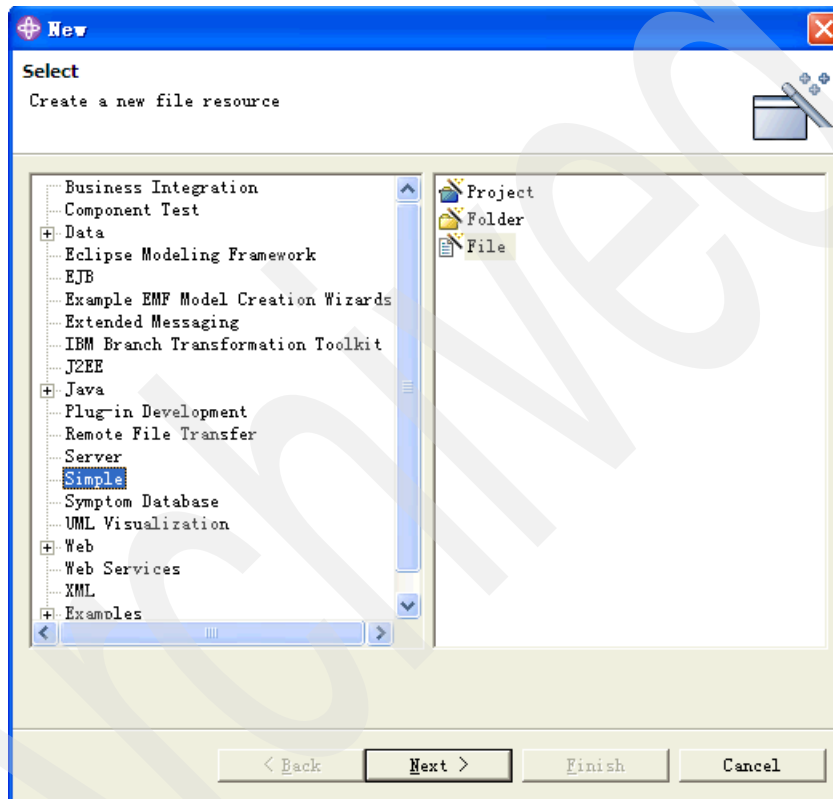 New
Select
Create a new file resource
Business Integration
Component Test
Data
Eclipse Modeling Framework
EJB
Example EMF Model Creation Wizards
Extended Messaging
IBM Branch Transformation Toolkit
J2EE
Java
Plug-in Development
Remote File Transfer
Server
Simple
Symptom Database
UML Visualization
Web
Web Services
XML
Examples
Project
Folder
File
< Back
Next >
Finish
Cancel
Archived